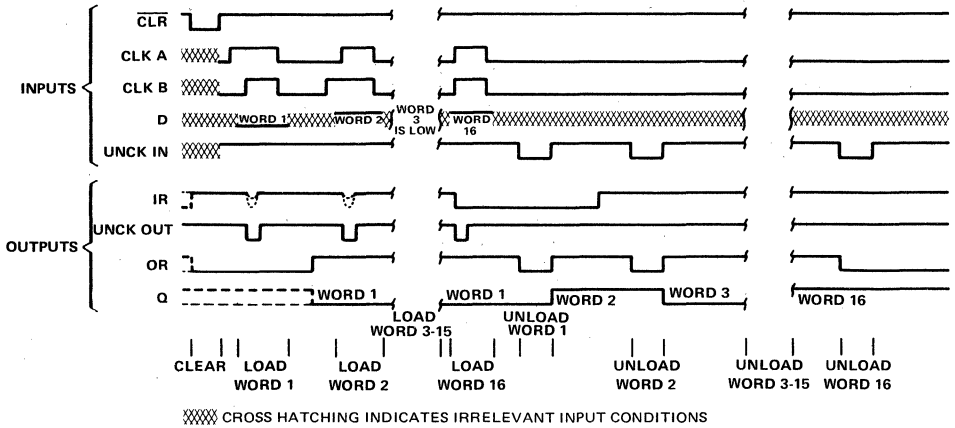 INPUTS
CLR
CLK A
CLK B
D
WORD 1
WORD 2
WORD
3
IS LOW
WORD
16
UNCK IN
OUTPUTS
IR
UNCK OUT
OR
Q
WORD 1
WORD 1
WORD 2
WORD 3
WORD 16
LOAD
WORD 3-15
UNLOAD
WORD 1
CLEAR
LOAD
WORD 1
LOAD
WORD 2
LOAD
WORD 16
UNLOAD
WORD 2
UNLOAD
WORD 3-15
UNLOAD
WORD 16
CROSS HATCHING INDICATES IRRELEVANT INPUT CONDITIONS